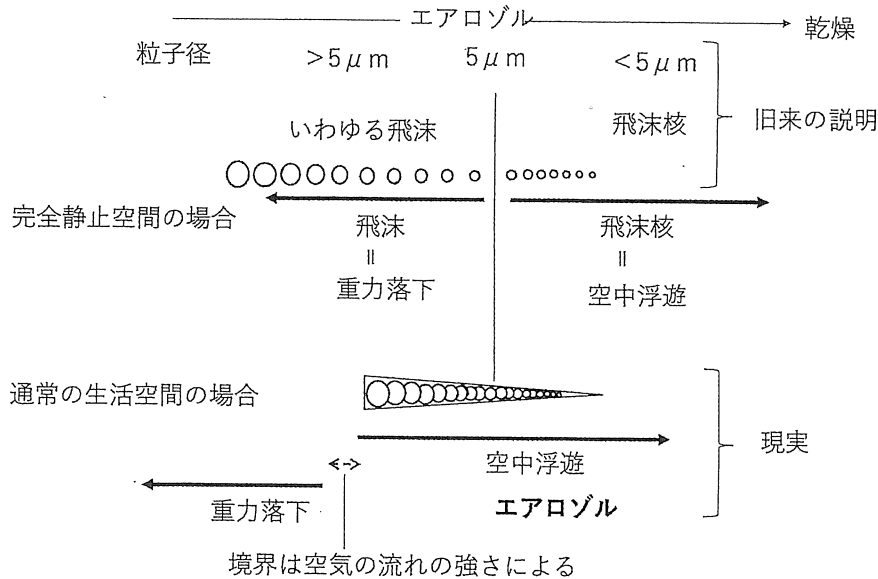 エアロゾル
乾燥
粒子径
>5μm
5μm
<5μm
いわゆる飛沫
飛沫核
旧来の説明
完全静止空間の場合
飛沫
=
重力落下
飛沫核
=
空中浮遊
通常の生活空間の場合
現実
空中浮遊
重力落下
エアロゾル
境界は空気の流れの強さによる